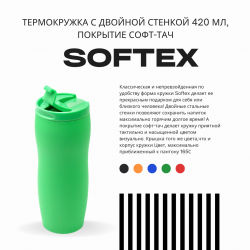 ТЕРМОКРУЖКА С ДВОЙНОЙ СТЕНКОЙ 420 МЛ,
ПОКРЫТИЕ СОФТ-ТАЧ
SOFTEX
Классическая и непревзойденная по
удобству форма кружки Softex делает ее
прекрасным подарком для себя или
близкого человека! Двойные стальные
стенки позволяют сохранить напиток
максимально горячим долгое время! А
покрытие софт-тач делает кружку приятной
тактильно и насыщенной цветом
визуально. Крышка того же цвета,что и
корпус кружки Цвет, максимально
приближенный к пантону 165C